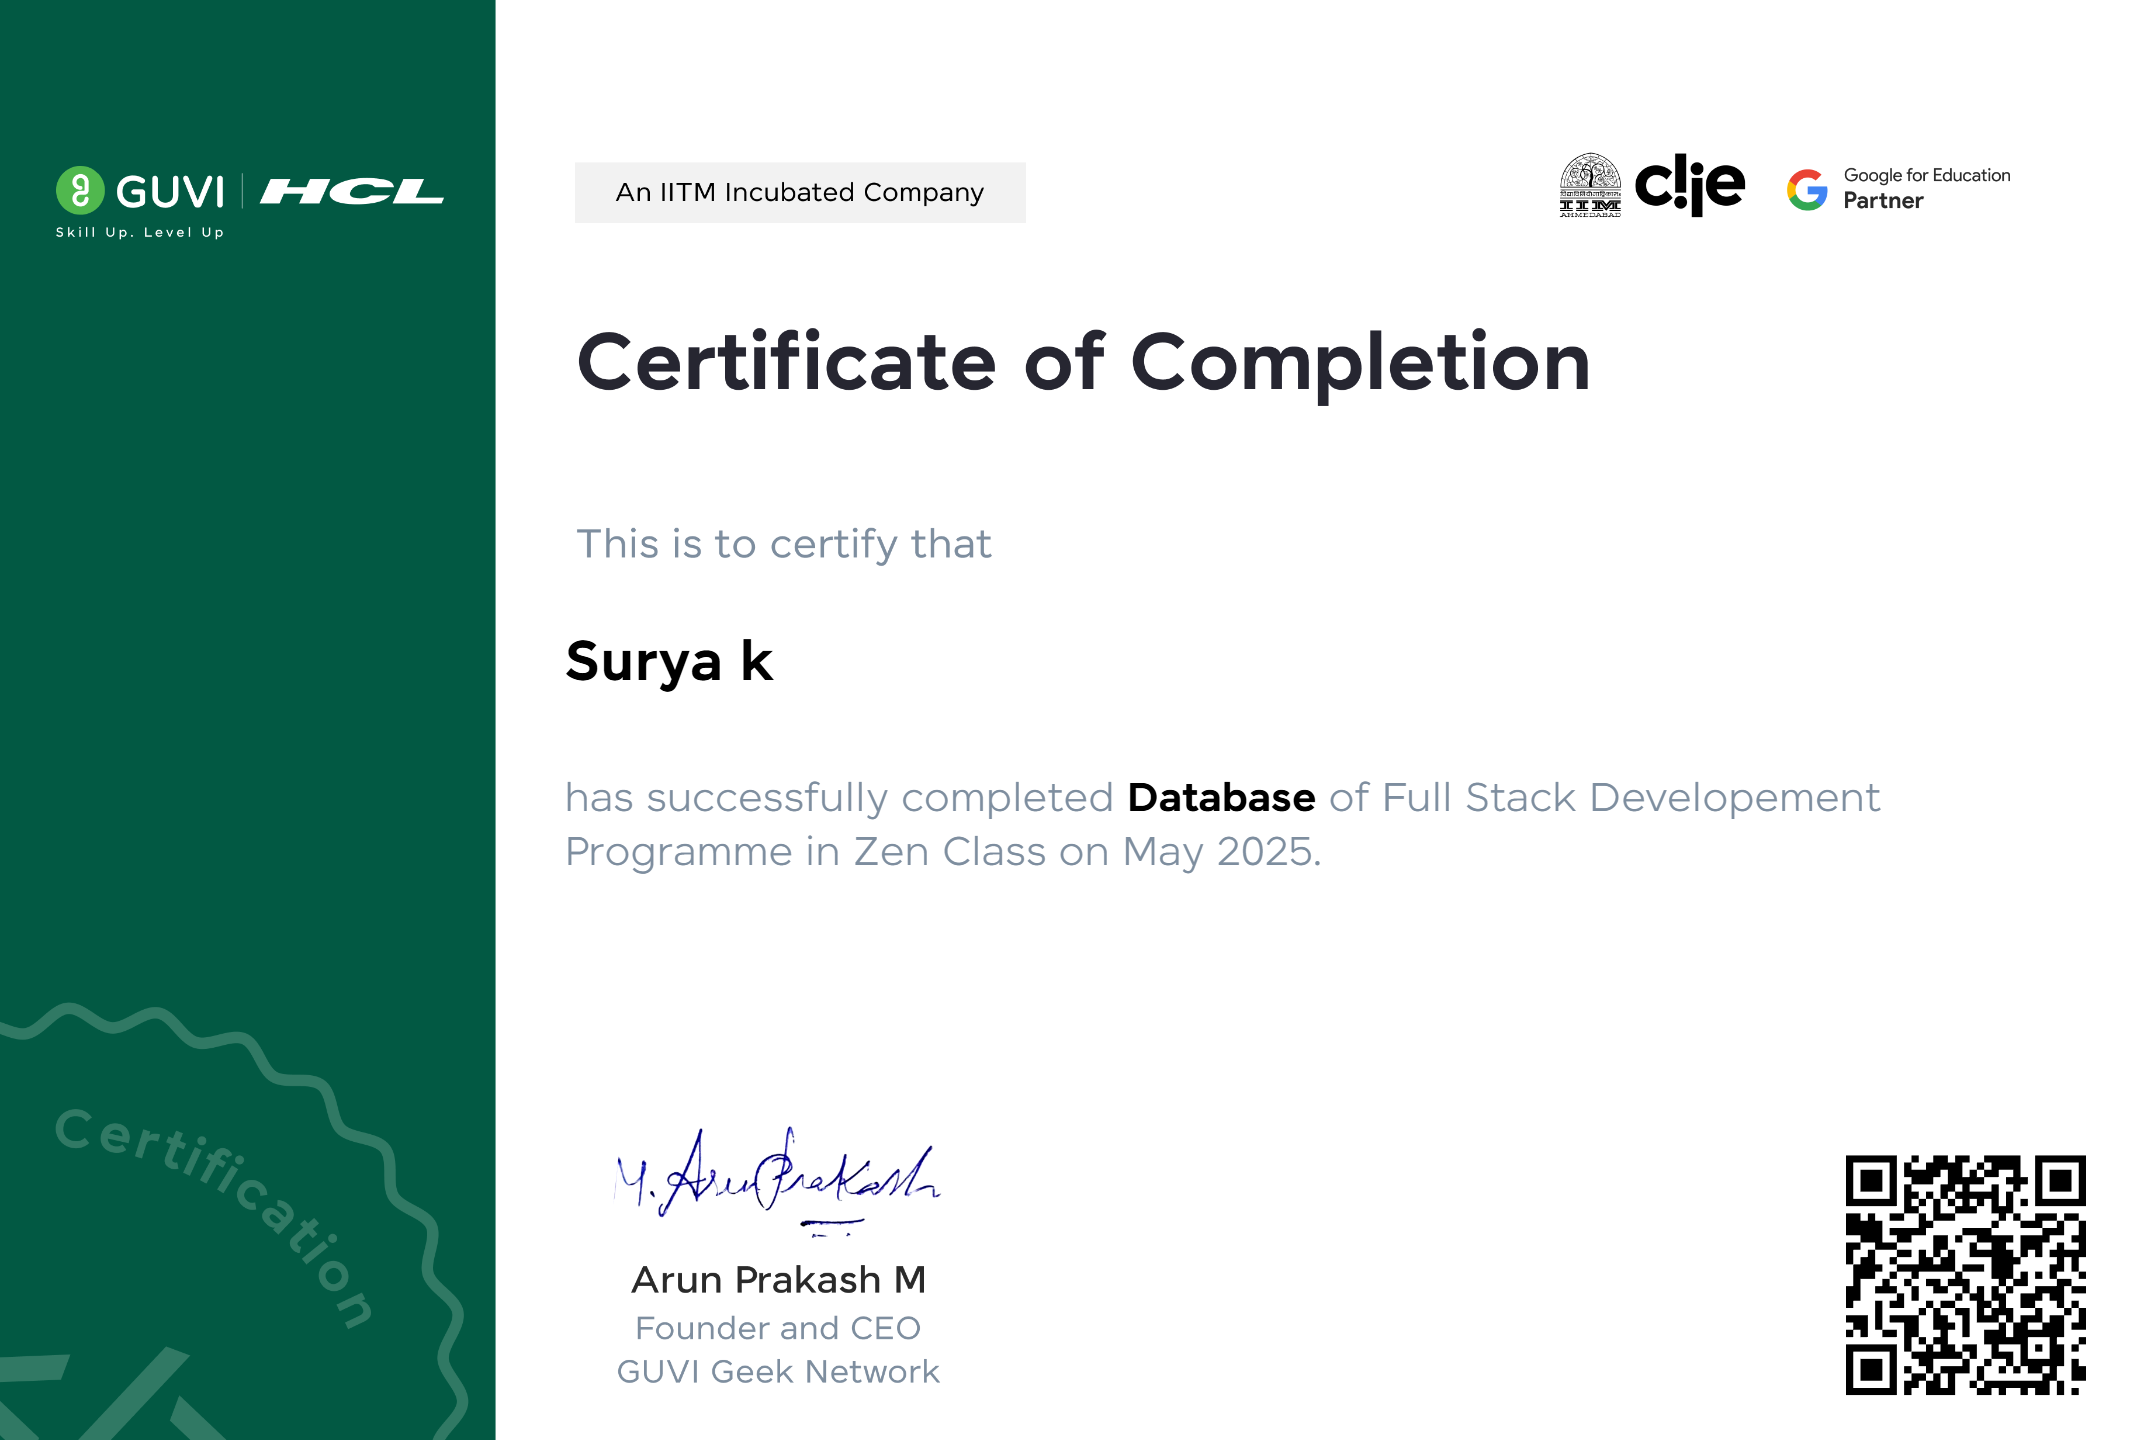 GUVI | HCL
Skill Up. Level Up
An IITM Incubated Company
IIM
AHMEDABAD
c!ie
Google for Education
Partner
Certificate of Completion
This is to certify that
Surya k
has successfully completed Database of Full Stack Developement
Programme in Zen Class on May 2025.
Certification
M. Arun Prakash
Arun Prakash M
Founder and CEO
GUVI Geek Network